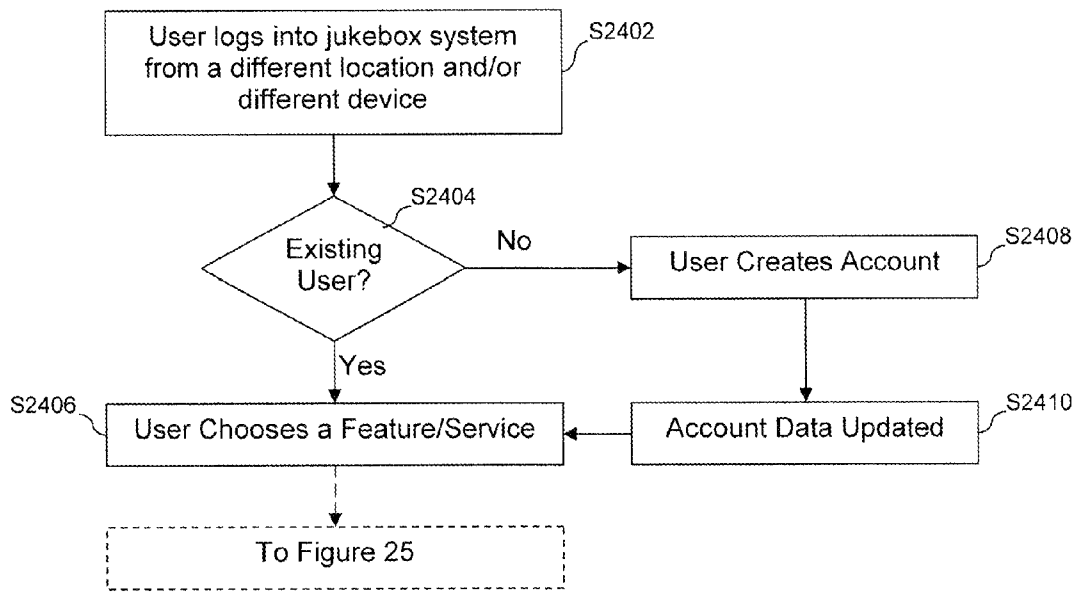 User logs into jukebox system
from a different location and/or
different device
S2402
S2404
Existing
User?
No
User Creates Account
S2408
Yes
S2406
User Chooses a Feature/Service
Account Data Updated
S2410
To Figure 25